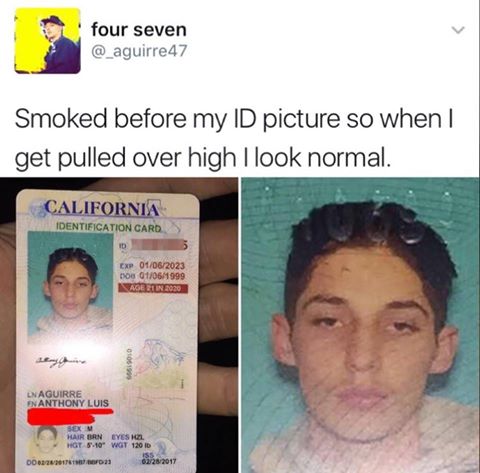 four seven
@_aguirre47
Smoked before my ID picture so when I
get pulled over high I look normal.
CALIFORNIA
IDENTIFICATION CARD
ID 5
EXP 01/06/2023
DOB 01/06/1999
AGE 21 IN 2020
01061999
LN AGUIRRE
FN ANTHONY LUIS
SEX M
HAIR BRN EYES HZL
HGT 5'-10" WGT 120 lb
ISS
02/28/2017